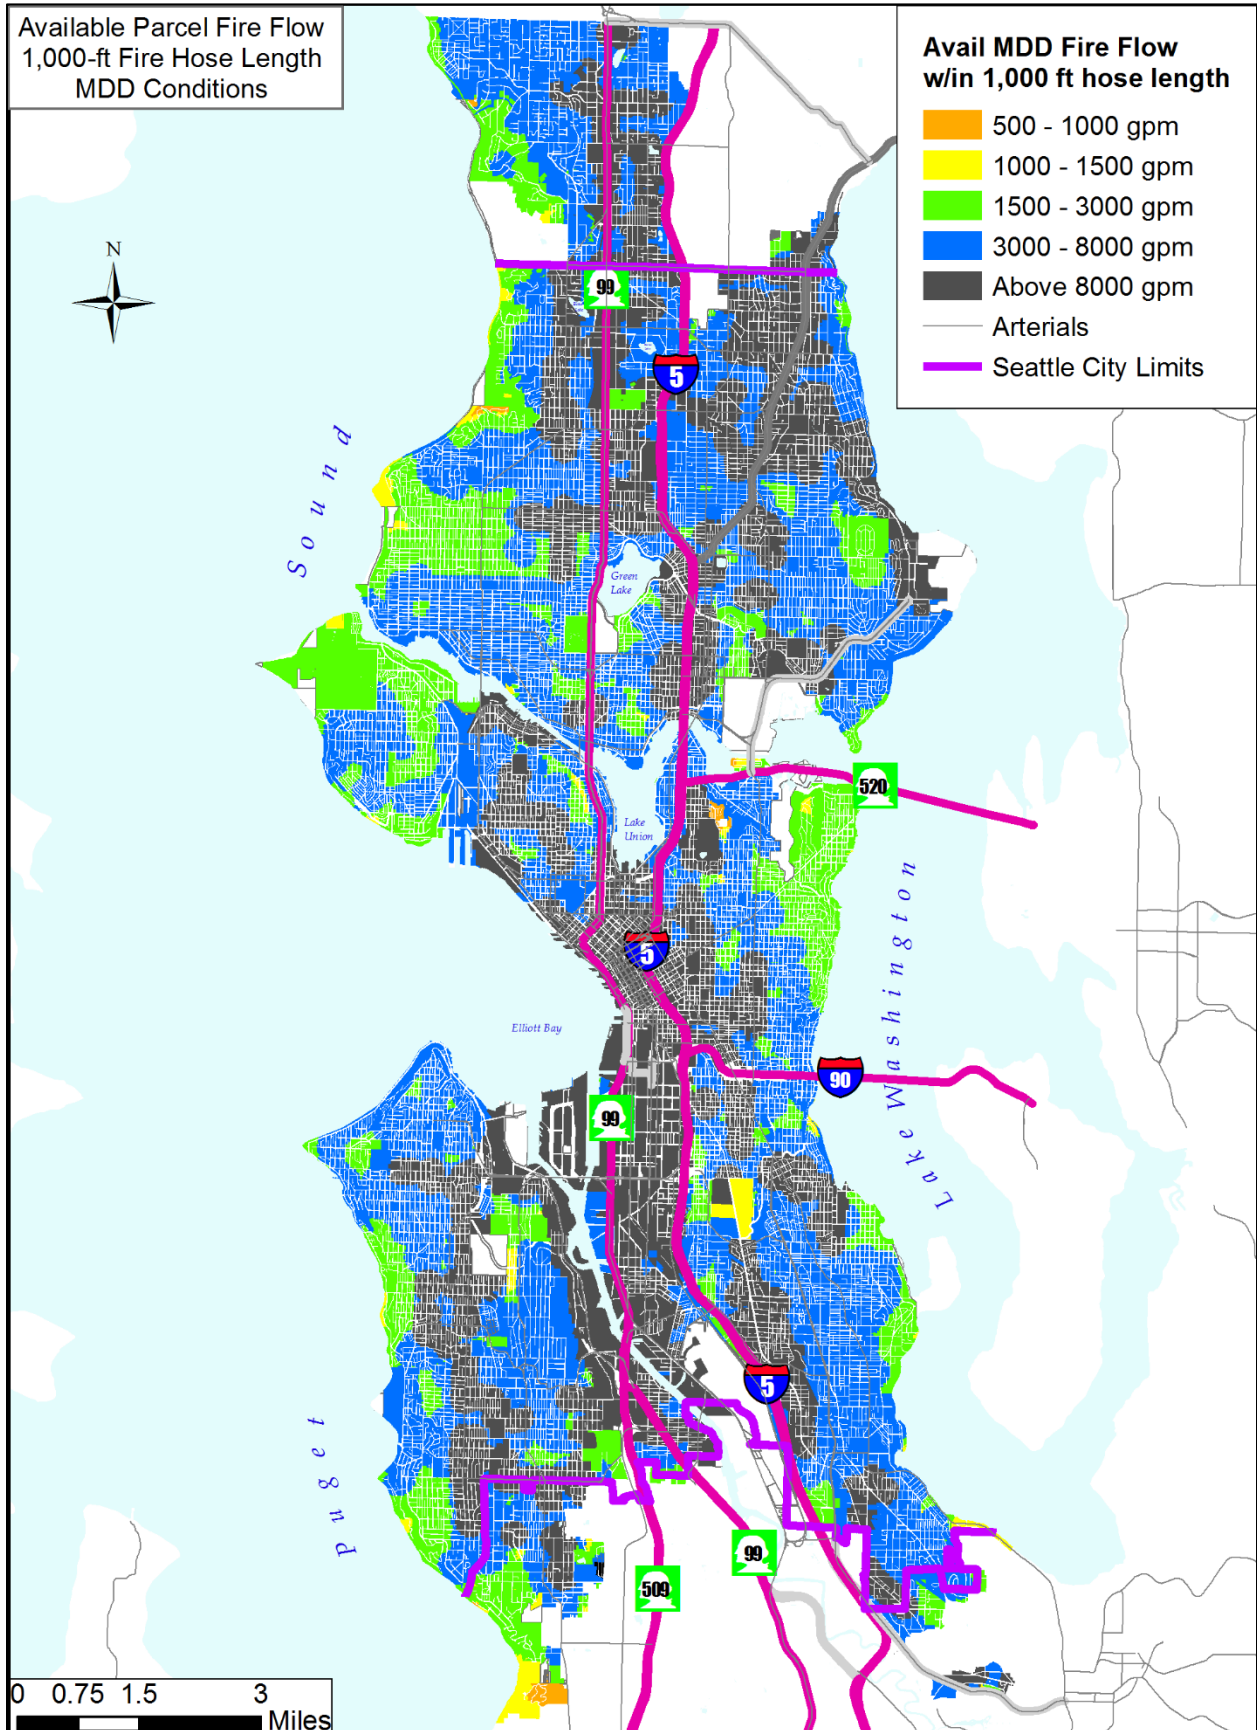 Available Parcel Fire Flow
1,000-ft Fire Hose Length
MDD Conditions
Avail MDD Fire Flow
w/in 1,000 ft hose length
500 - 1000 gpm
1000 - 1500 gpm
1500 - 3000 gpm
3000 - 8000 gpm
Above 8000 gpm
Arterials
Seattle City Limits
N
99
5
Sound
Green
Lake
520
Lake
Union
5
Lake Washington
Elliott Bay
90
99
5
Puget
99
509
0 0.75 1.5 3
Miles